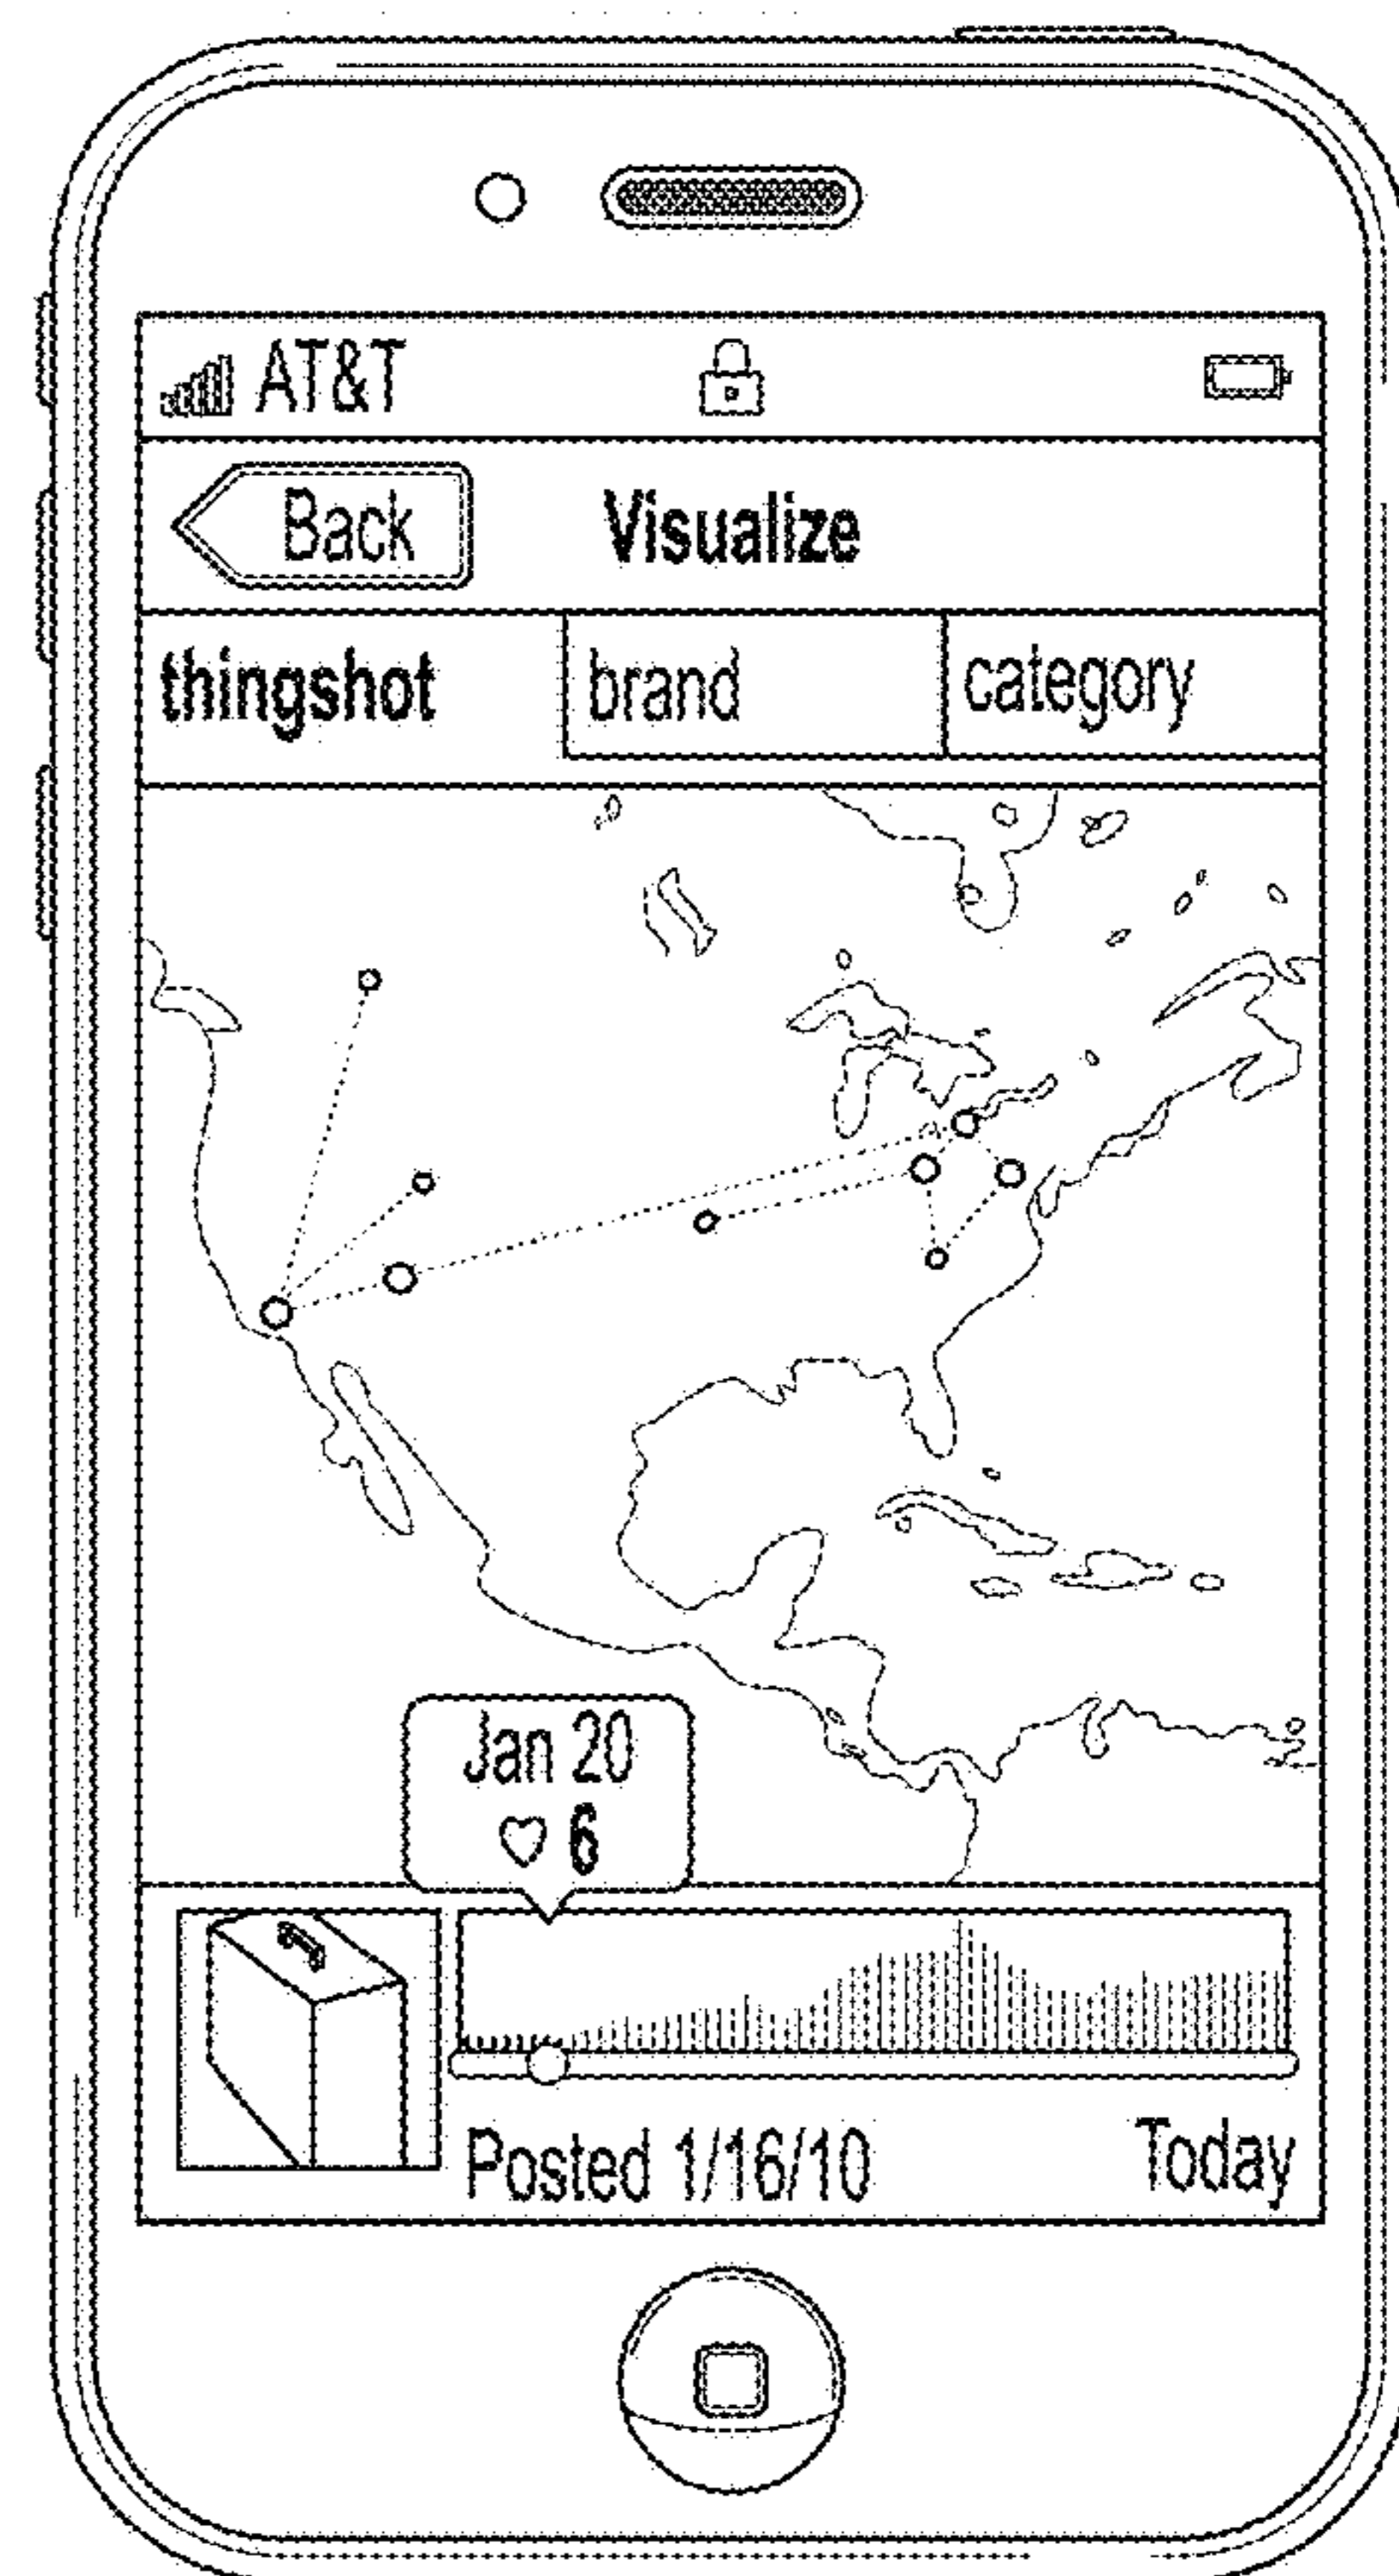 AT&T
Back Visualize
thingshot brand category
Jan 20
♡ 6
Posted 1/16/10 Today